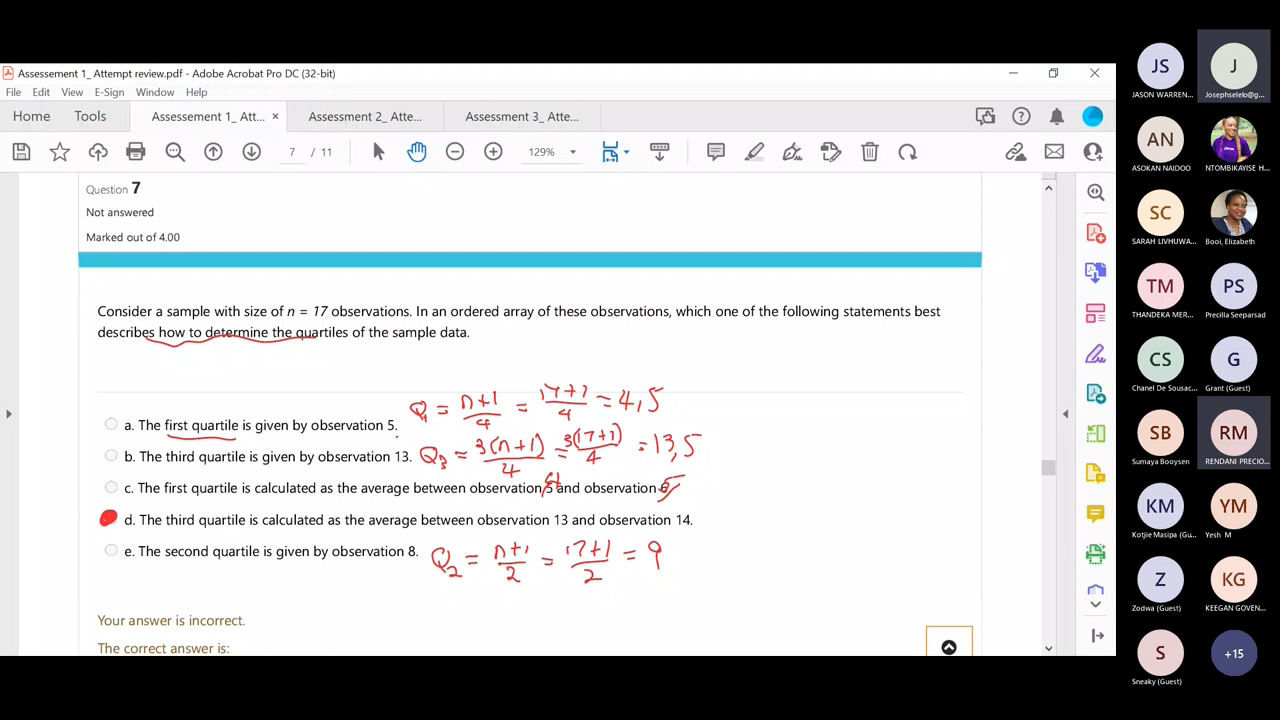 Assessement 1_ Attempt review.pdf - Adobe Acrobat Pro DC (32-bit)
File Edit View E-Sign Window Help
Home Tools Assessement 1_ Att... × Assessement 2_ Atte... Assessement 3_ Atte...
7 / 11 129%
Question 7
Not answered
Marked out of 4.00
Consider a sample with size of n = 17 observations. In an ordered array of these observations, which one of the following statements best
describes how to determine the quartiles of the sample data.
Q1 = n+1/4 = 17+1/4 = 4,5
a. The first quartile is given by observation 5.
b. The third quartile is given by observation 13. Q3 = 3(n+1)/4 = 3(17+1)/4 = 13,5
c. The first quartile is calculated as the average between observation 5 4 and observation 6 5
d. The third quartile is calculated as the average between observation 13 and observation 14.
e. The second quartile is given by observation 8. Q2 = n+1/2 = 17+1/2 = 9
Your answer is incorrect.
The correct answer is:
JS J
JASON WARREN... Josephselelo@g...
AN
ASOKAN NAIDOO NTOMBIKAYISE H...
SC
SARAH LIVHUWA... Booi, Elizabeth
TM PS
THANDEKA MER... Precilla Seeparsad
CS G
Chanel De Sousac... Grant (Guest)
SB RM
Sumaya Booysen RENDANI PRECIO...
KM YM
Kotjie Masipa (Gu... Yesh M
Z KG
Zodwa (Guest) KEEGAN GOVEN...
S +15
Sneaky (Guest)